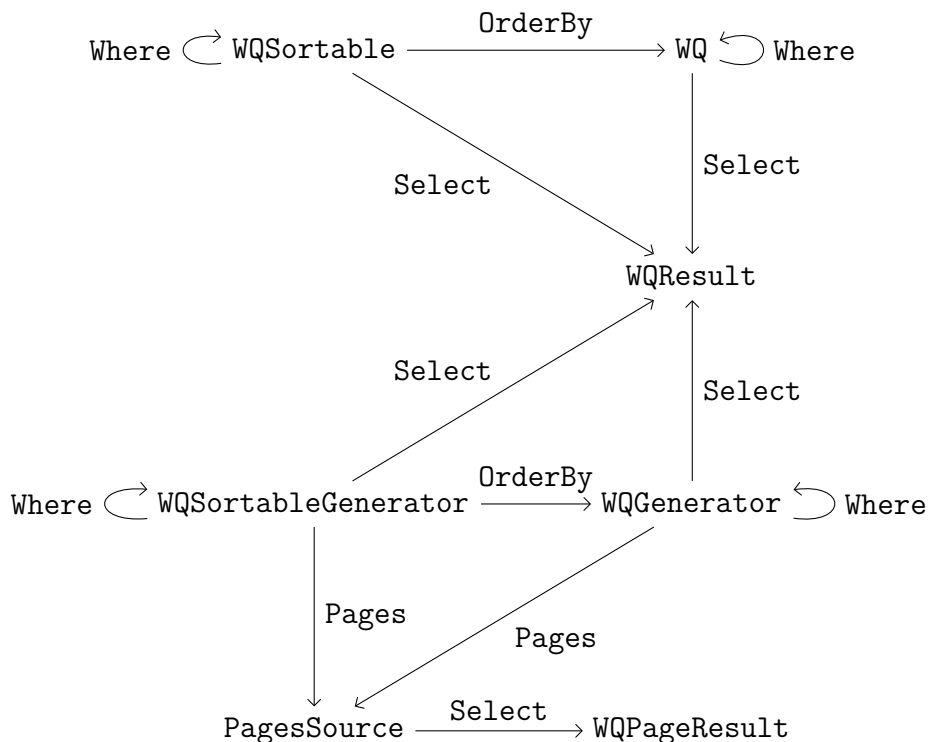 OrderBy
Where WQSortable WQ Where
Select Select
WQResult
Select Select
OrderBy
Where WQSortableGenerator WQGenerator Where
Pages Pages
Select
PagesSource WQPageResult